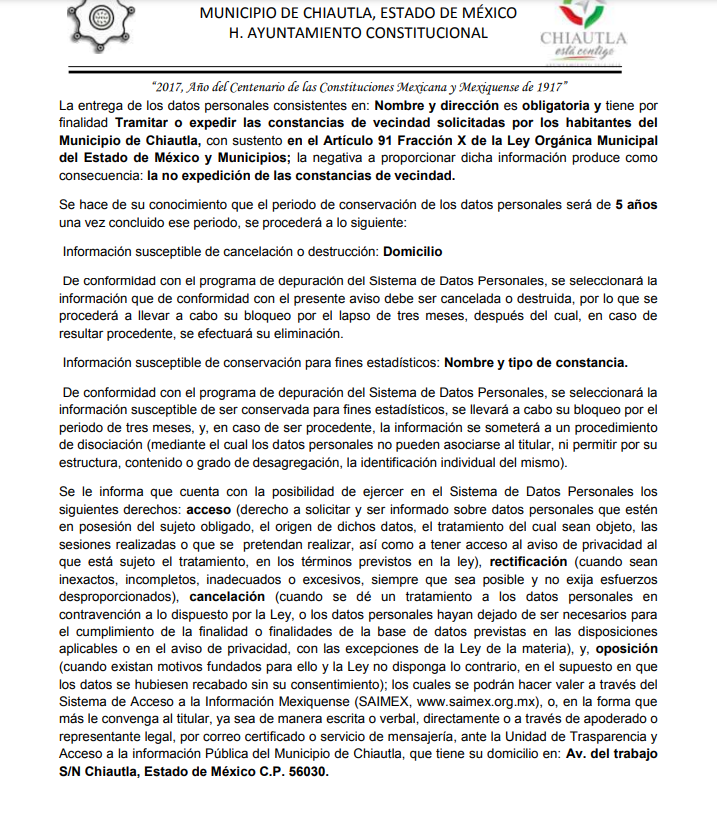 MUNICIPIO DE CHIAUTLA, ESTADO DE MÉXICO
H. AYUNTAMIENTO CONSTITUCIONAL
CHIAUTLA
está contigo
“2017, Año del Centenario de las Constituciones Mexicana y Mexiquense de 1917”
La entrega de los datos personales consistentes en: Nombre y dirección es obligatoria y tiene por
finalidad Tramitar o expedir las constancias de vecindad solicitadas por los habitantes del
Municipio de Chiautla, con sustento en el Artículo 91 Fracción X de la Ley Orgánica Municipal
del Estado de México y Municipios; la negativa a proporcionar dicha información produce como
consecuencia: la no expedición de las constancias de vecindad.
Se hace de su conocimiento que el periodo de conservación de los datos personales será de 5 años
una vez concluido ese periodo, se procederá a lo siguiente:
Información susceptible de cancelación o destrucción: Domicilio
De conformidad con el programa de depuración del Sistema de Datos Personales, se seleccionará la
información que de conformidad con el presente aviso debe ser cancelada o destruida, por lo que se
procederá a llevar a cabo su bloqueo por el lapso de tres meses, después del cual, en caso de
resultar procedente, se efectuará su eliminación.
Información susceptible de conservación para fines estadísticos: Nombre y tipo de constancia.
De conformidad con el programa de depuración del Sistema de Datos Personales, se seleccionará la
información susceptible de ser conservada para fines estadísticos, se llevará a cabo su bloqueo por el
periodo de tres meses, y, en caso de ser procedente, la información se someterá a un procedimiento
de disociación (mediante el cual los datos personales no pueden asociarse al titular, ni permitir por su
estructura, contenido o grado de desagregación, la identificación individual del mismo).
Se le informa que cuenta con la posibilidad de ejercer en el Sistema de Datos Personales los
siguientes derechos: acceso (derecho a solicitar y ser informado sobre datos personales que estén
en posesión del sujeto obligado, el origen de dichos datos, el tratamiento del cual sean objeto, las
sesiones realizadas o que se pretendan realizar, así como a tener acceso al aviso de privacidad al
que está sujeto el tratamiento, en los términos previstos en la ley), rectificación (cuando sean
inexactos, incompletos, inadecuados o excesivos, siempre que sea posible y no exija esfuerzos
desproporcionados), cancelación (cuando se dé un tratamiento a los datos personales en
contravención a lo dispuesto por la Ley, o los datos personales hayan dejado de ser necesarios para
el cumplimiento de la finalidad o finalidades de la base de datos previstas en las disposiciones
aplicables o en el aviso de privacidad, con las excepciones de la Ley de la materia), y, oposición
(cuando existan motivos fundados para ello y la Ley no disponga lo contrario, en el supuesto en que
los datos se hubiesen recabado sin su consentimiento); los cuales se podrán hacer valer a través del
Sistema de Acceso a la Información Mexiquense (SAIMEX, www.saimex.org.mx), o, en la forma que
más le convenga al titular, ya sea de manera escrita o verbal, directamente o a través de apoderado o
representante legal, por correo certificado o servicio de mensajería, ante la Unidad de Trasparencia y
Acceso a la información Pública del Municipio de Chiautla, que tiene su domicilio en: Av. del trabajo
S/N Chiautla, Estado de México C.P. 56030.